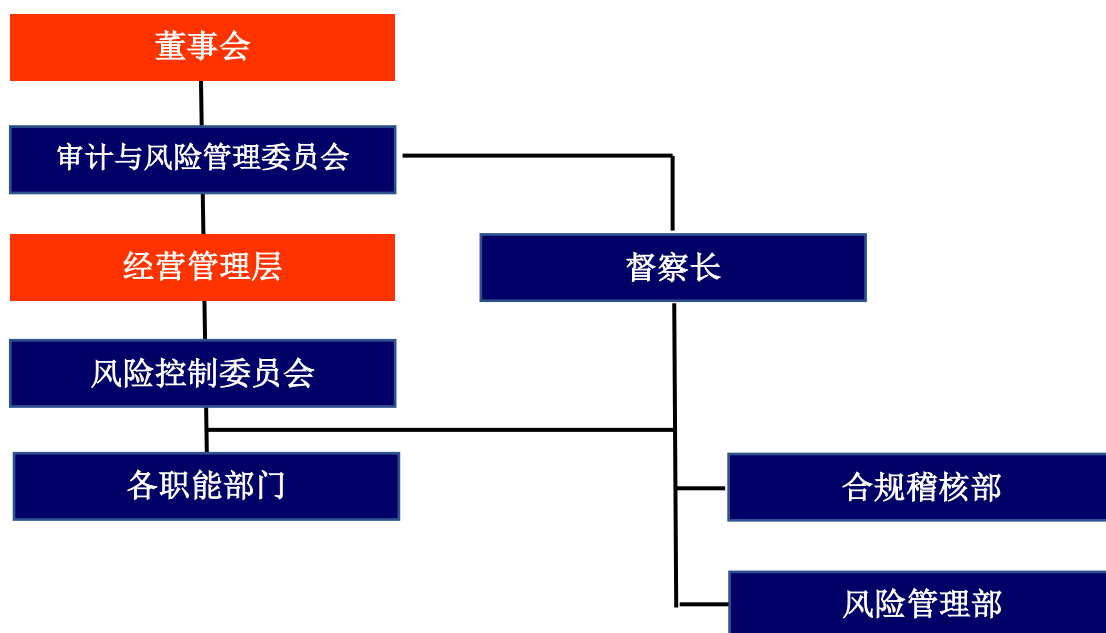 董事会
审计与风险管理委员会
经营管理层
督察长
风险控制委员会
各职能部门
合规稽核部
风险管理部